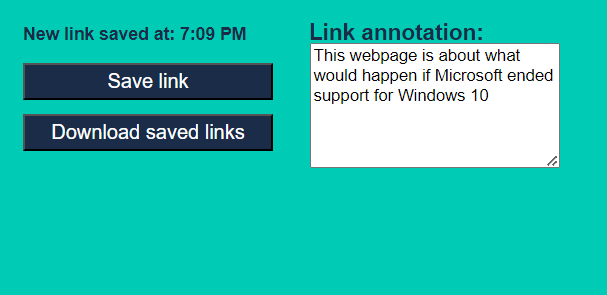 New link saved at: 7:09 PM
Save link
Download saved links
Link annotation:
This webpage is about what
would happen if Microsoft ended
support for Windows 10